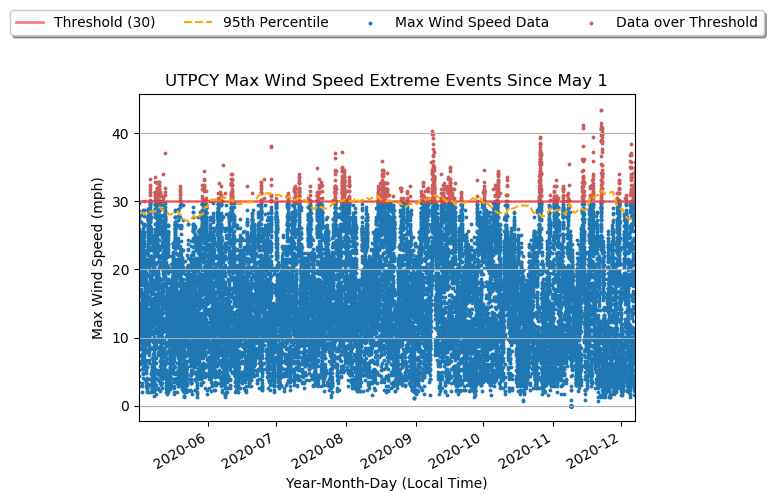 Threshold (30) 95th Percentile Max Wind Speed Data Data over Threshold
UTPCY Max Wind Speed Extreme Events Since May 1
Max Wind Speed (mph)
40
30
20
10
0
2020-06 2020-07 2020-08 2020-09 2020-10 2020-11 2020-12
Year-Month-Day (Local Time)